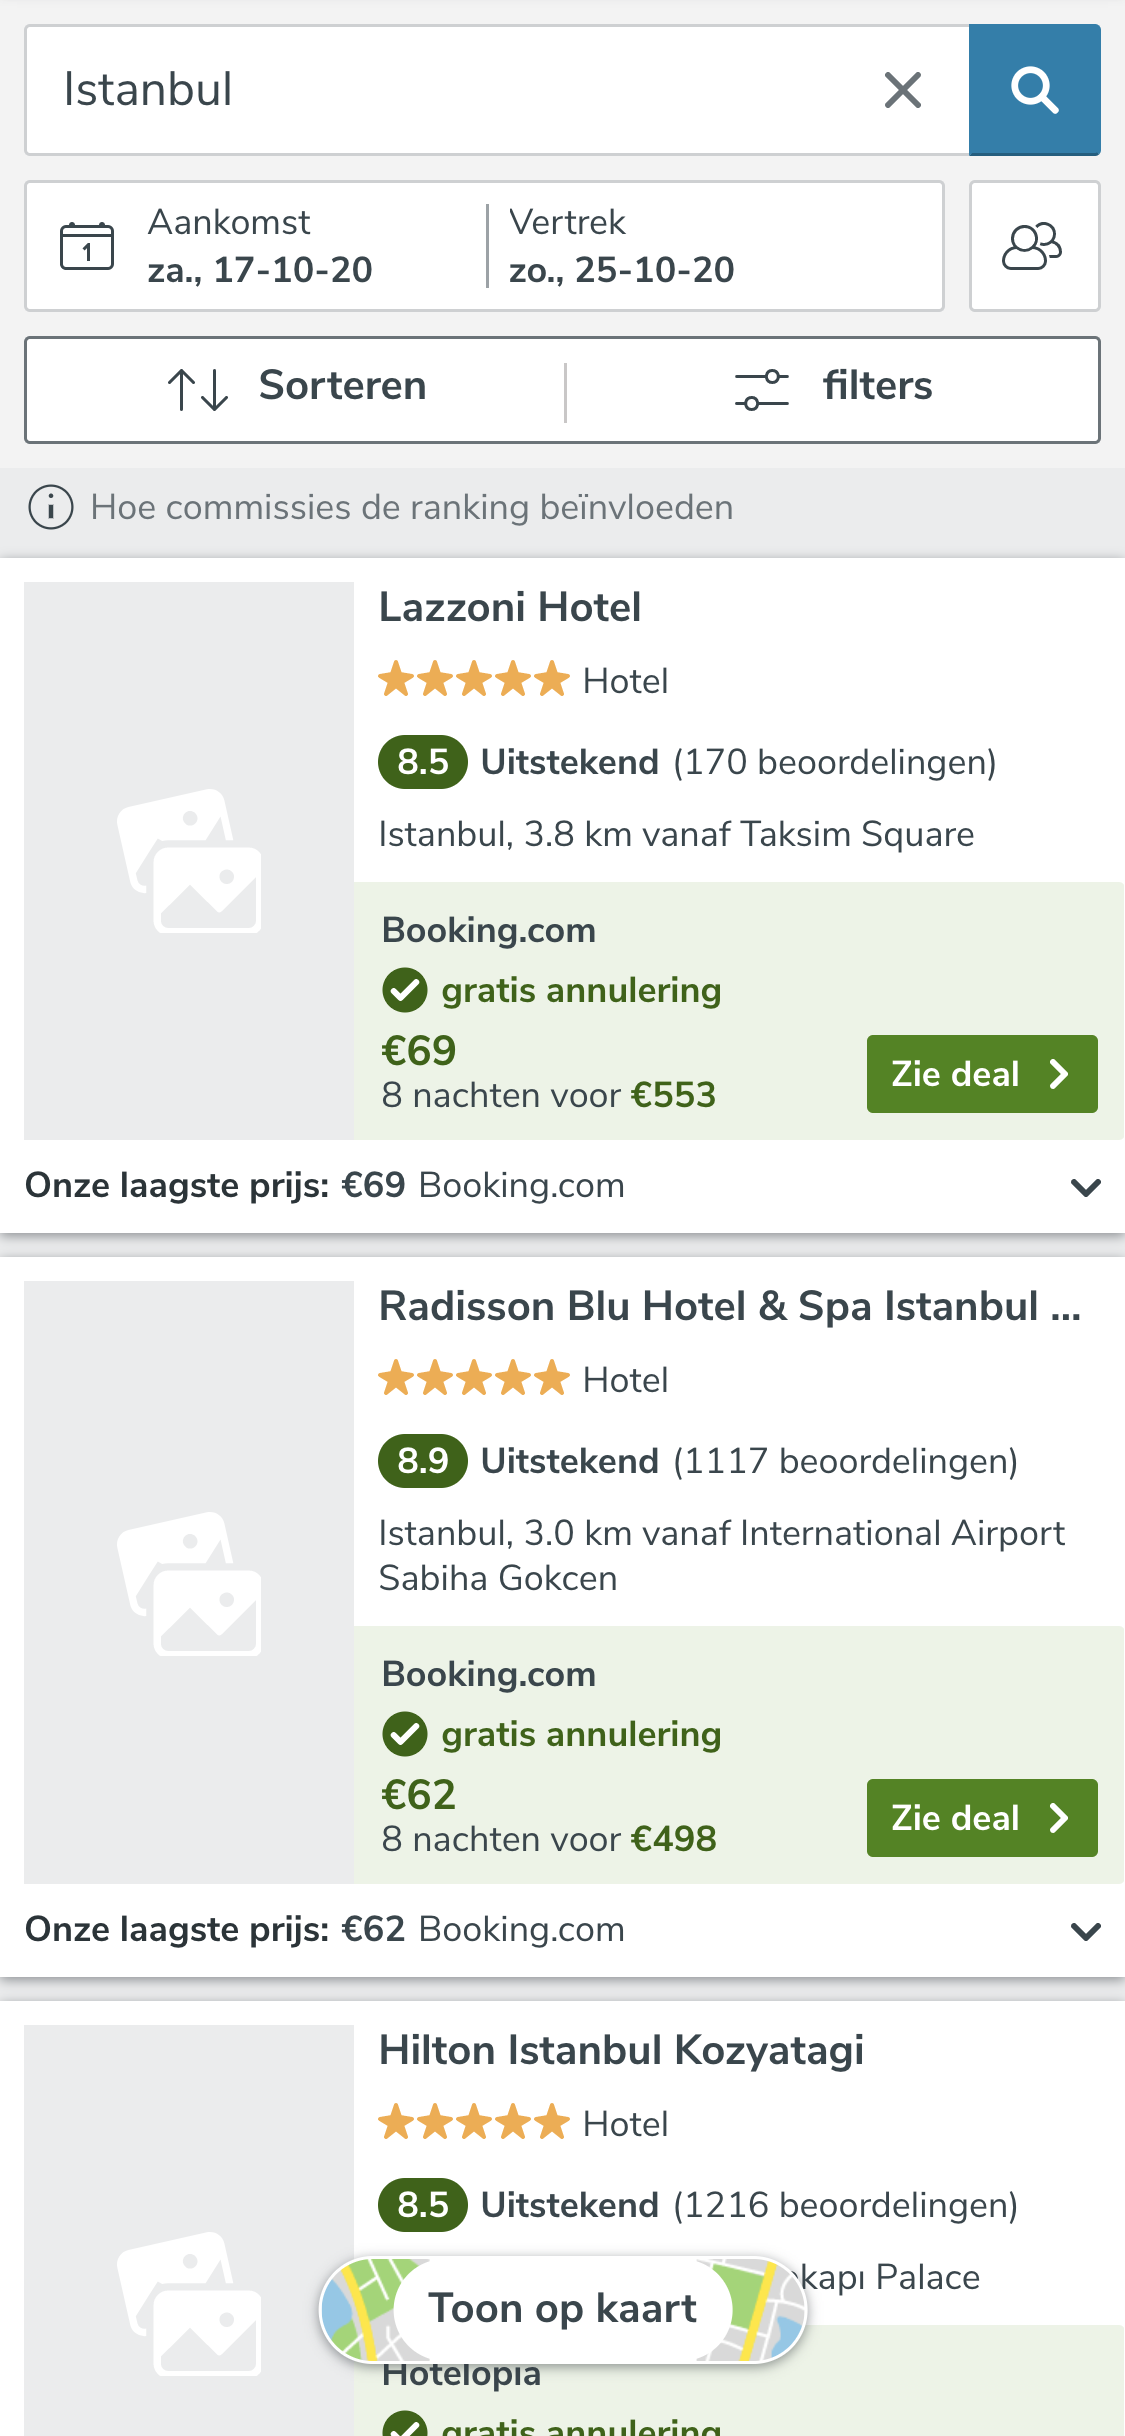 Istanbul
Aankomst
za., 17-10-20
Vertrek
zo., 25-10-20
1
Sorteren
filters
Hoe commissies de ranking beïnvloeden
Lazzoni Hotel
Hotel
8.5 Uitstekend (170 beoordelingen)
Istanbul, 3.8 km vanaf Taksim Square
Booking.com
gratis annulering
€69
8 nachten voor €553
Zie deal
Onze laagste prijs: €69 Booking.com
Radisson Blu Hotel & Spa Istanbul ...
Hotel
8.9 Uitstekend (1117 beoordelingen)
Istanbul, 3.0 km vanaf International Airport
Sabiha Gokcen
Booking.com
gratis annulering
€62
8 nachten voor €498
Zie deal
Onze laagste prijs: €62 Booking.com
Hilton Istanbul Kozyatagi
Hotel
8.5 Uitstekend (1216 beoordelingen)
Palace
Toon op kaart
Hotelopia
gratis annulering